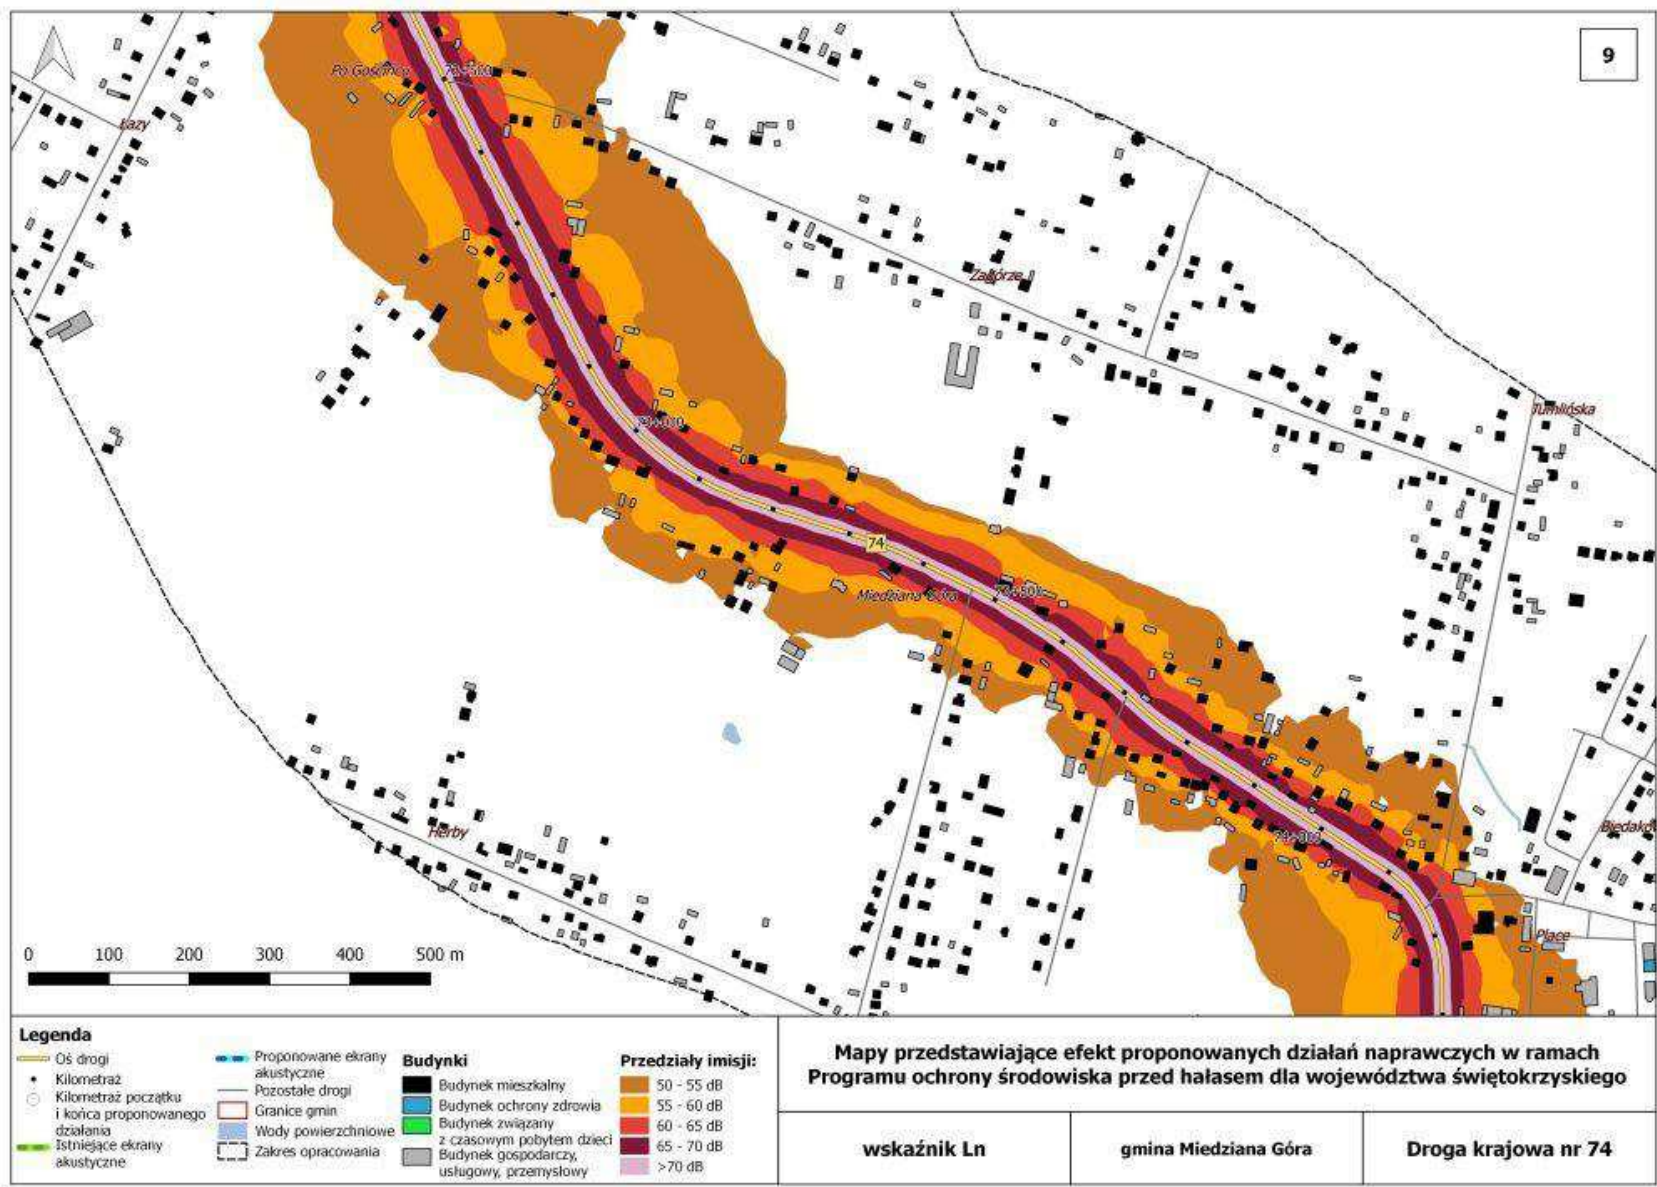 9
Po Gościńcu
Łazy
Zagórze
Tumlińska
74
Miedziana Góra
Herby
Place
0 100 200 300 400 500 m
Legenda
Oś drogi
Kilometraż
Kilometraż początku
i końca proponowanego
działania
Istniejące ekrany
akustyczne
Proponowane ekrany
akustyczne
Pozostałe drogi
Granice gmin
Wody powierzchniowe
Zakres opracowania
Budynki
Budynek mieszkalny
Budynek ochrony zdrowia
Budynek związany
z czasowym pobytem dzieci
Budynek gospodarczy,
usługowy, przemysłowy
Przedziały imisji:
50 - 55 dB
55 - 60 dB
60 - 65 dB
65 - 70 dB
>70 dB
Mapy przedstawiające efekt proponowanych działań naprawczych w ramach
Programu ochrony środowiska przed hałasem dla województwa świętokrzyskiego
wskaźnik Ln
gmina Miedziana Góra
Droga krajowa nr 74